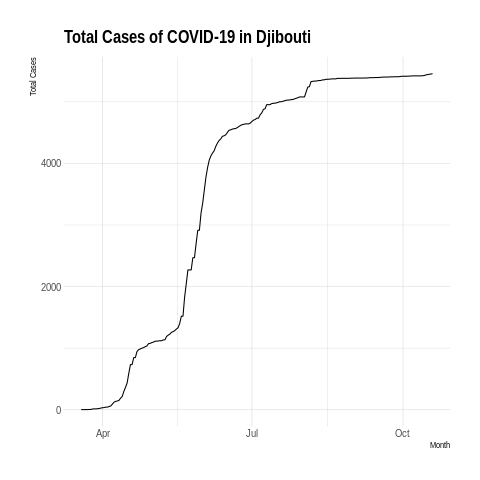 Total Cases of COVID-19 in Djibouti
Total Cases
4000
2000
0
Apr Jul Oct
Month